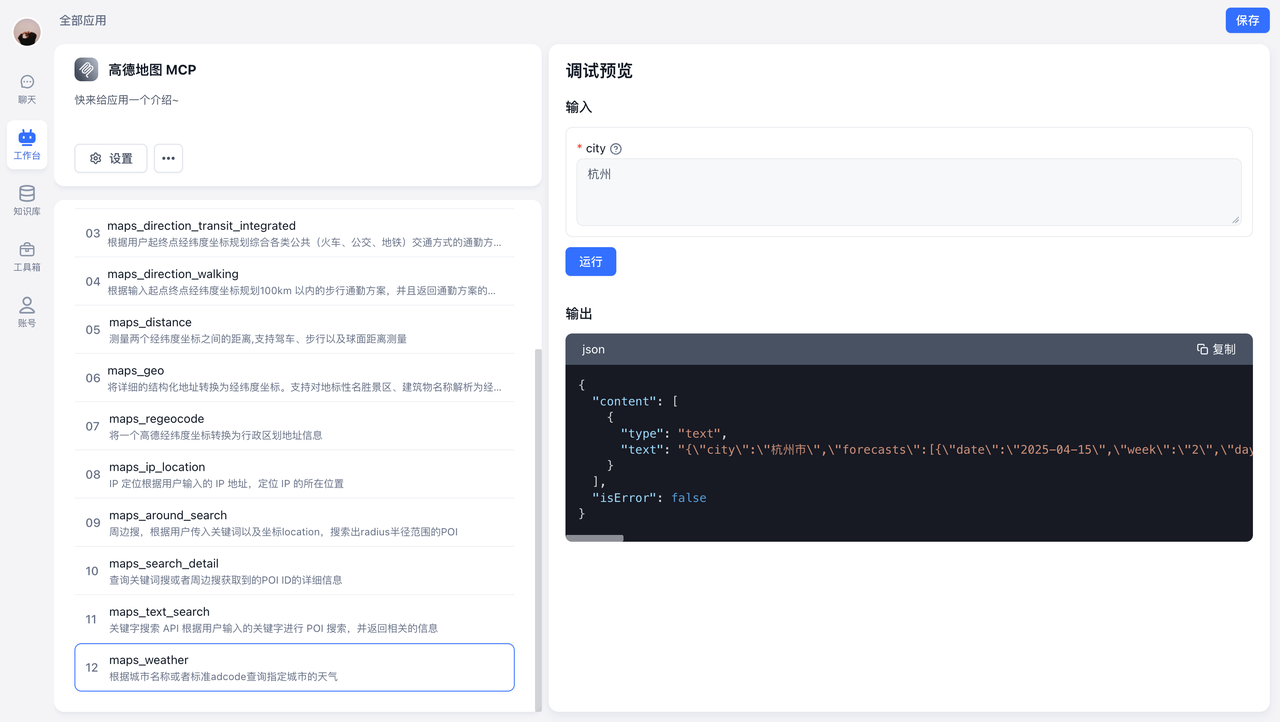 全部应用
保存
聊天
工作台
知识库
工具箱
账号
高德地图 MCP
快来给应用一个介绍~
设置
03 maps_direction_transit_integrated
根据用户起终点经纬度坐标规划综合各类公共（火车、公交、地铁）交通方式的通勤方...
04 maps_direction_walking
根据输入起点终点经纬度坐标规划100km 以内的步行通勤方案，并且返回通勤方案的...
05 maps_distance
测量两个经纬度坐标之间的距离,支持驾车、步行以及球面距离测量
06 maps_geo
将详细的结构化地址转换为经纬度坐标。支持对地标性名胜景区、建筑物名称解析为经...
07 maps_regeocode
将一个高德经纬度坐标转换为行政区划地址信息
08 maps_ip_location
IP 定位根据用户输入的 IP 地址，定位 IP 的所在位置
09 maps_around_search
周边搜，根据用户传入关键词以及坐标location，搜索出radius半径范围的POI
10 maps_search_detail
查询关键词搜或者周边搜获取到的POI ID的详细信息
11 maps_text_search
关键字搜索 API 根据用户输入的关键字进行 POI 搜索，并返回相关的信息
12 maps_weather
根据城市名称或者标准adcode查询指定城市的天气
调试预览
输入
* city
杭州
运行
输出
json
复制
{
"content": [
{
"type": "text",
"text": "{\"city\":\"杭州市\",\"forecasts\":[{\"date\":\"2025-04-15\",\"week\":\"2\",\"day
}
],
"isError": false
}